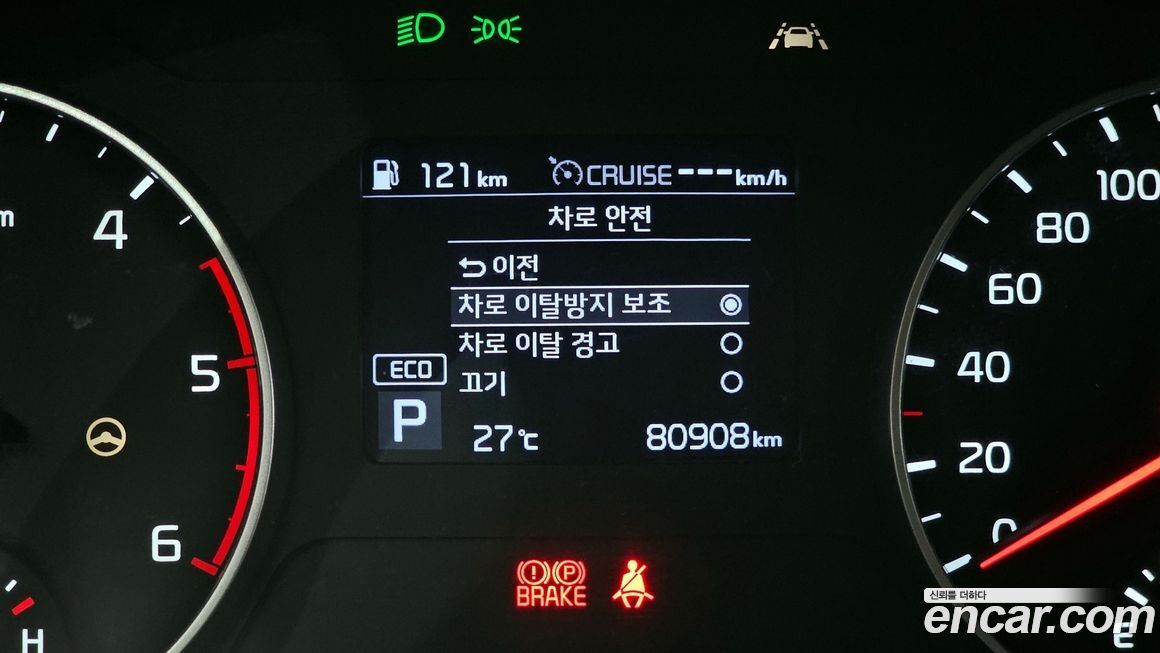 121 km CRUISE --- km/h
차로 안전
이전
차로 이탈방지 보조
차로 이탈 경고
끄기
ECO
P
27℃ 80908 km
4
5
6
H
m
100
80
60
40
20
0
E
BRAKE
P
신뢰를 더하다
encar.com